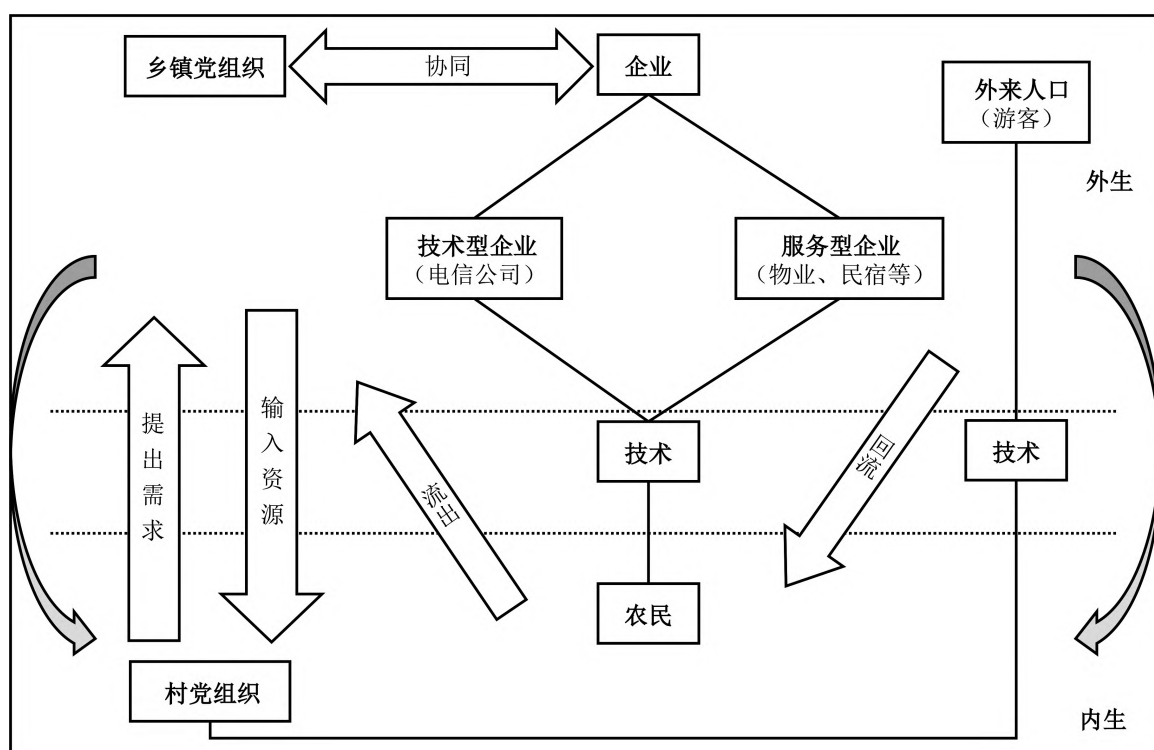 乡镇党组织
协同
企业
外来人口
（游客）
外生
技术型企业
（电信公司）
服务型企业
（物业、民宿等）
提出需求
输入资源
流出
回流
技术
技术
农民
村党组织
内生